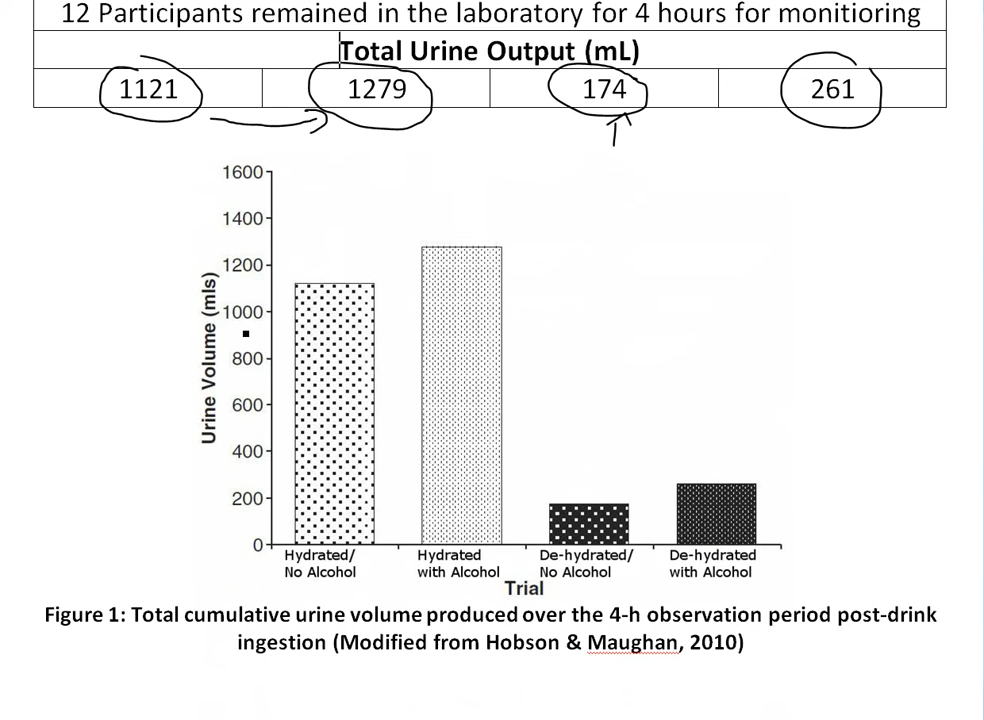 12 Participants remained in the laboratory for 4 hours for monitioring
Total Urine Output (mL)
1121 1279 174 261
1600
1400
1200
1000
800
600
400
200
0
Urine Volume (mls)
Hydrated/ Hydrated De-hydrated/ De-hydrated
No Alcohol with Alcohol No Alcohol with Alcohol
Trial
Figure 1: Total cumulative urine volume produced over the 4-h observation period post-drink
ingestion (Modified from Hobson & Maughan, 2010)